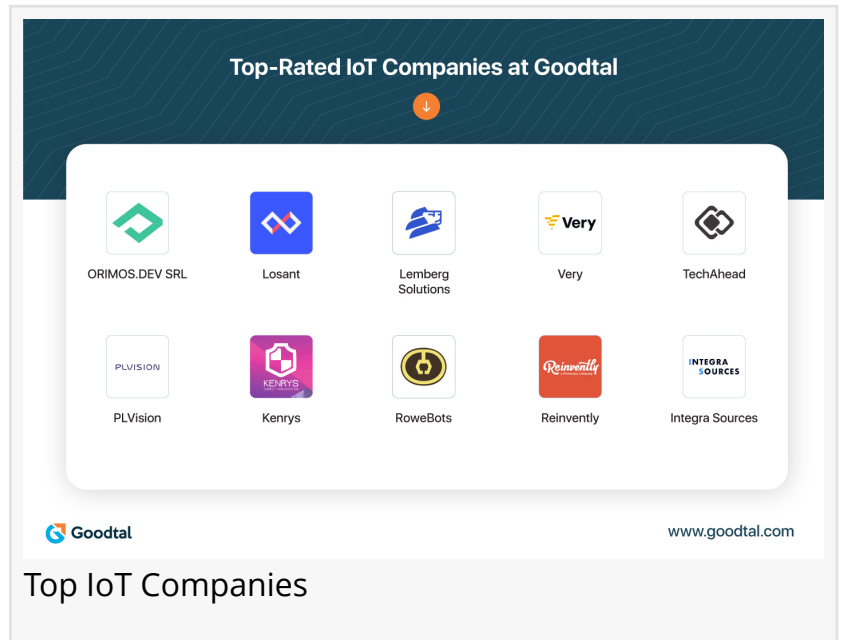 Top-Rated IoT Companies at Goodtal
Very
ORIMOS.DEV SRL
Losant
Lemberg
Solutions
Very
TechAhead
PLVISION
KENRYS
Reinvently
INTEGRA
SOURCES
PLVision
Kenrys
RoweBots
Reinvently
Integra Sources
Goodtal
www.goodtal.com
Top IoT Companies